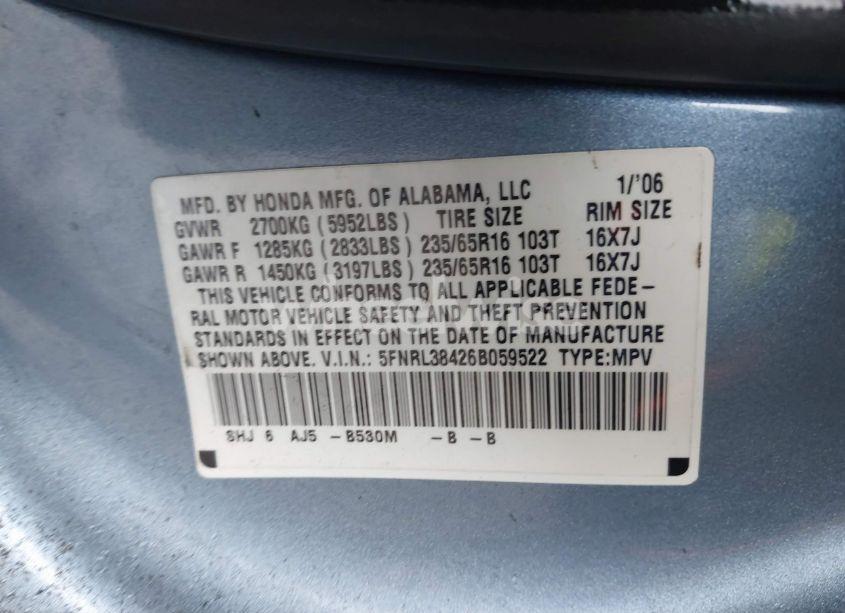 MFD. BY HONDA MFG. OF ALABAMA, LLC 1/'06
GVWR 2700KG ( 5952LBS ) TIRE SIZE RIM SIZE
GAWR F 1285KG ( 2833LBS ) 235/65R16 103T 16X7J
GAWR R 1450KG ( 3197LBS ) 235/65R16 103T 16X7J
THIS VEHICLE CONFORMS TO ALL APPLICABLE FEDE-
RAL MOTOR VEHICLE SAFETY AND THEFT PREVENTION
STANDARDS IN EFFECT ON THE DATE OF MANUFACTURE
SHOWN ABOVE. V.I.N.: 5FNRL38426B059522 TYPE:MPV
SHJ 6 AJ5 -B530M -B -B